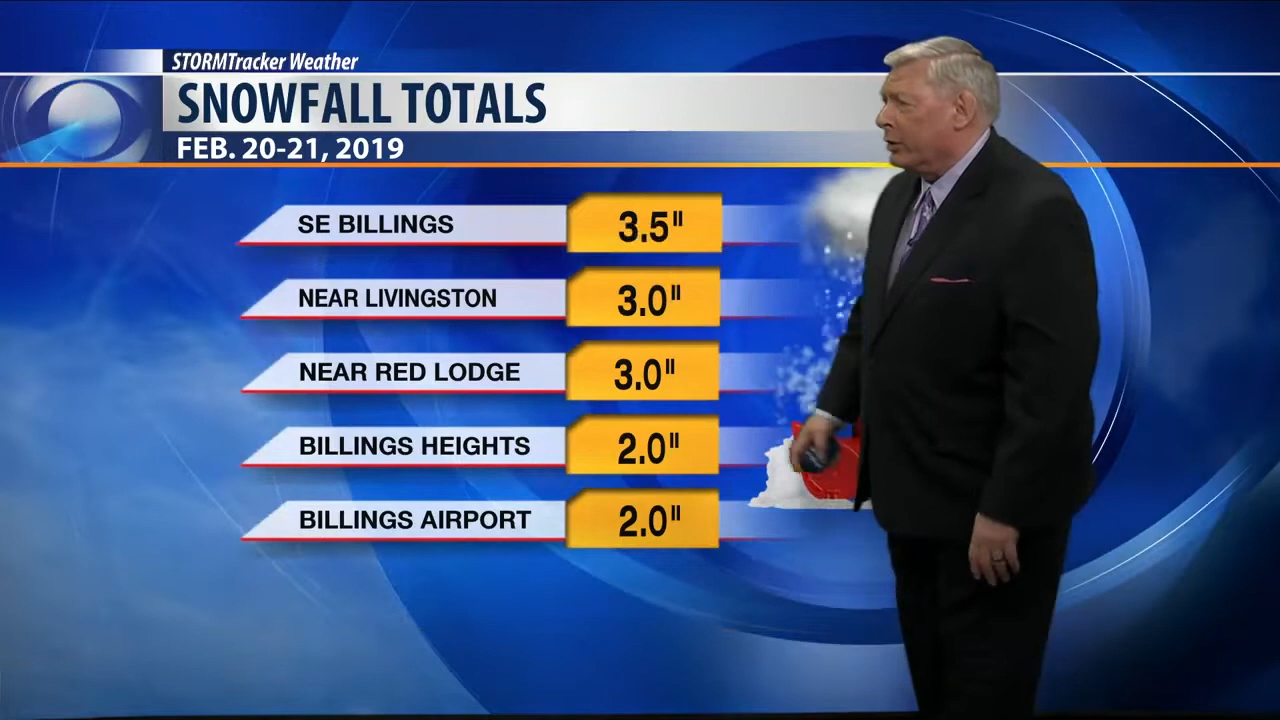 STORMTracker Weather
SNOWFALL TOTALS
FEB. 20-21, 2019
SE BILLINGS 3.5"
NEAR LIVINGSTON 3.0"
NEAR RED LODGE 3.0"
BILLINGS HEIGHTS 2.0"
BILLINGS AIRPORT 2.0"